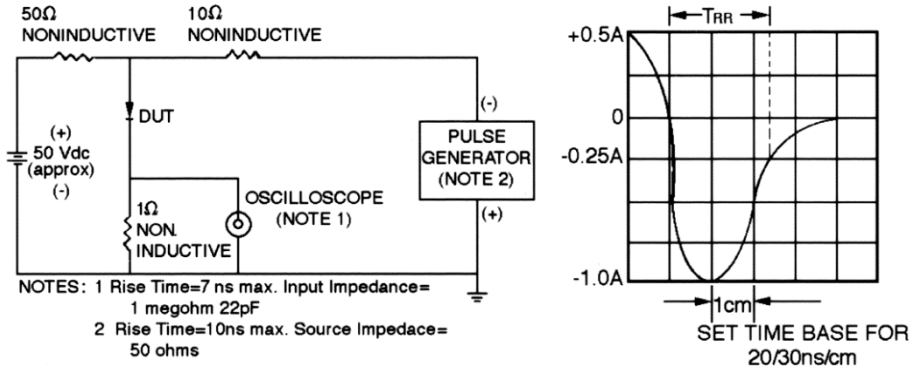 50Ω
NONINDUCTIVE
10Ω
NONINDUCTIVE
DUT
(+)
50 Vdc
(approx)
(-)
1Ω
NON.
INDUCTIVE
OSCILLOSCOPE
(NOTE 1)
(-)
PULSE
GENERATOR
(NOTE 2)
(+)
NOTES: 1 Rise Time=7 ns max. Input Impedance=
1 megohm 22pF
2 Rise Time=10ns max. Source Impedace=
50 ohms
TRR
+0.5A
0
-0.25A
-1.0A
1cm
SET TIME BASE FOR
20/30ns/cm